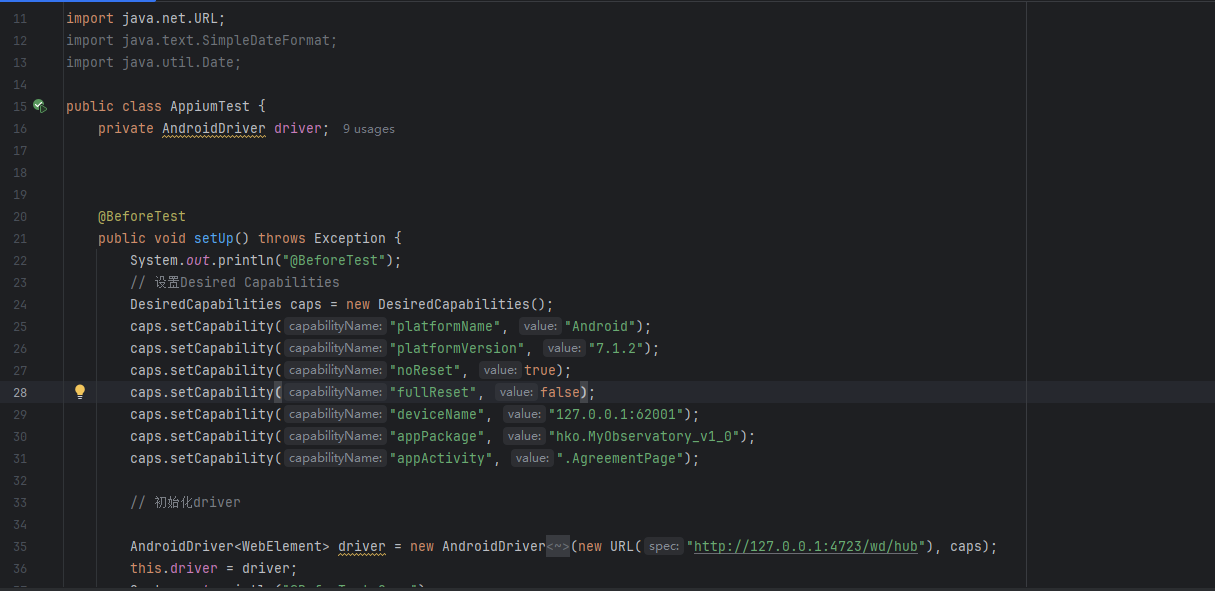 11 import java.net.URL;
12 import java.text.SimpleDateFormat;
13 import java.util.Date;
14
15 public class AppiumTest {
16 private AndroidDriver driver; 9 usages
17
18
19
20 @BeforeTest
21 public void setUp() throws Exception {
22 System.out.println("@BeforeTest");
23 // 设置Desired Capabilities
24 DesiredCapabilities caps = new DesiredCapabilities();
25 caps.setCapability( capabilityName: "platformName", value: "Android");
26 caps.setCapability( capabilityName: "platformVersion", value: "7.1.2");
27 caps.setCapability( capabilityName: "noReset", value: true);
28 caps.setCapability( capabilityName: "fullReset", value: false);
29 caps.setCapability( capabilityName: "deviceName", value: "127.0.0.1:62001");
30 caps.setCapability( capabilityName: "appPackage", value: "hko.MyObservatory_v1_0");
31 caps.setCapability( capabilityName: "appActivity", value: ".AgreementPage");
32
33 // 初始化driver
34
35 AndroidDriver<WebElement> driver = new AndroidDriver<~>(new URL( spec: "http://127.0.0.1:4723/wd/hub"), caps);
36 this.driver = driver;